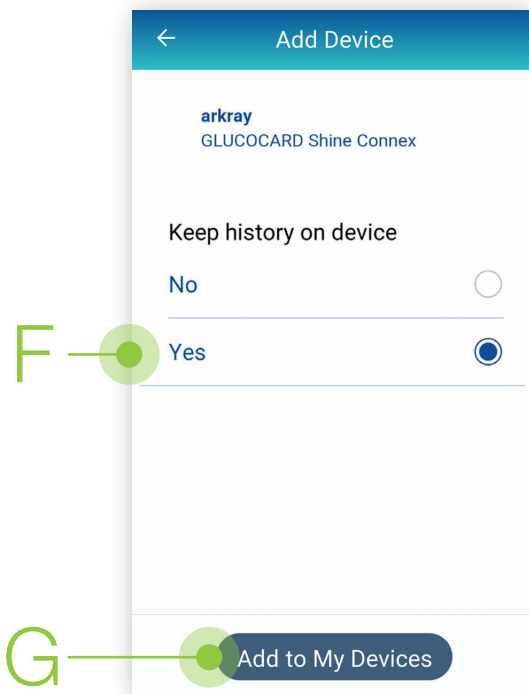 Add Device
arkray
GLUCOCARD Shine Connex
Keep history on device
No
F
Yes
G
Add to My Devices